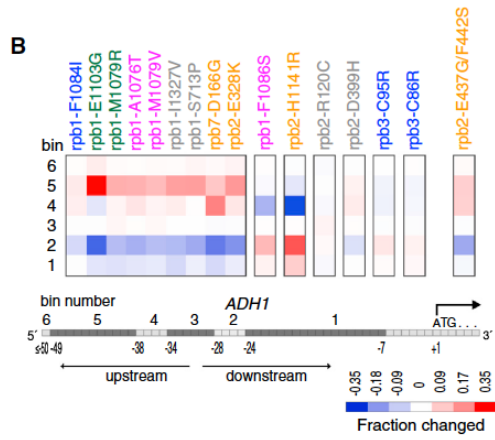 B
rpb1-F1084I
rpb1-E1103G
rpb1-M1079R
rpb1-A1076T
rpb1-M1079V
rpb1-I1327V
rpb1-S713P
rpb7-D166G
rpb2-E328K
rpb1-F1086S
rpb2-H1141R
rpb2-R120C
rpb2-D399H
rpb3-C95R
rpb3-C86R
rpb2-E437G/F442S
bin
6
5
4
3
2
1
bin number ADH1
6 5 4 3 2 1 ATG...
5´ 3´
≤-50 -49 -38 -34 -28 -24 -7 +1
upstream downstream
-0.35 -0.18 -0.09 0 0.09 0.17 0.35
Fraction changed